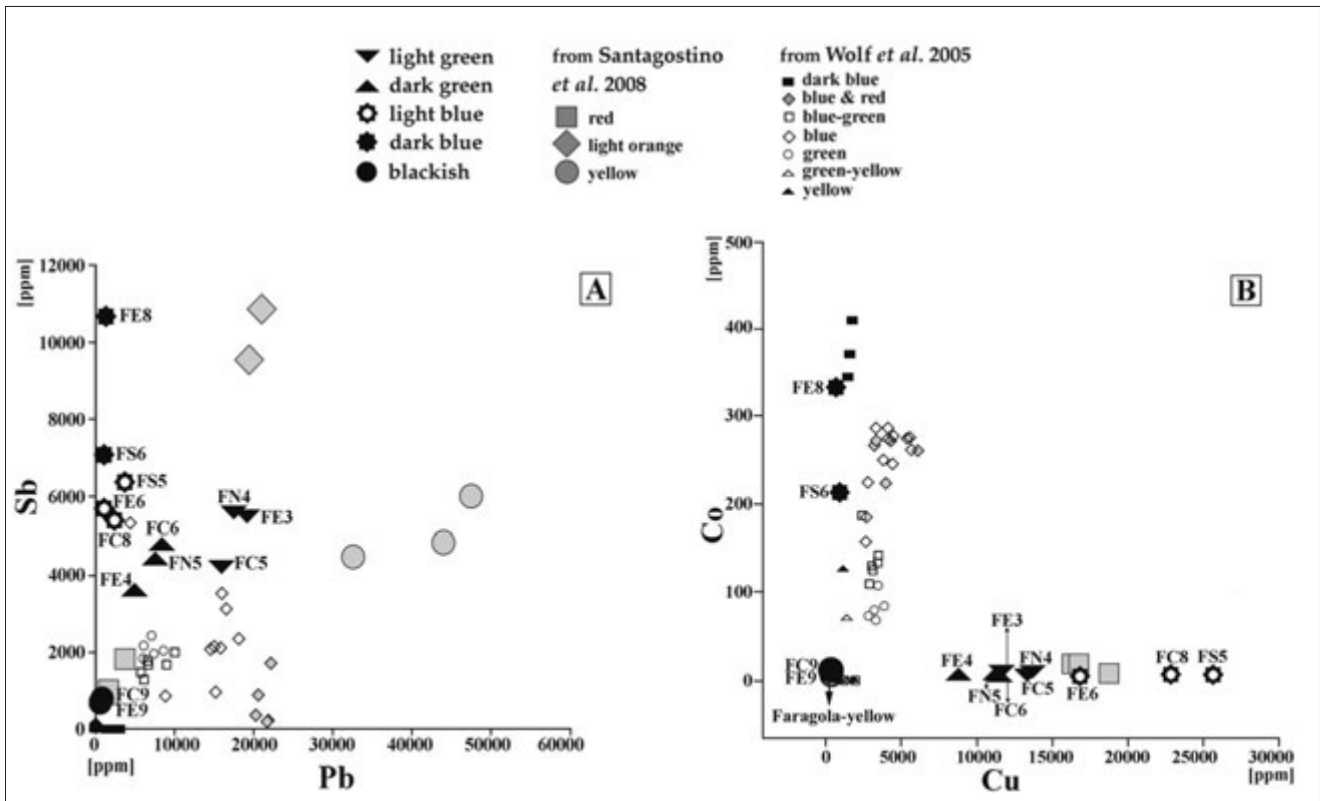 light green
dark green
light blue
dark blue
blackish
from Santagostino
et al. 2008
red
light orange
yellow
from Wolf et al. 2005
dark blue
blue & red
blue-green
blue
green
green-yellow
yellow
A
[ppm]
12000
10000
8000
6000
4000
2000
0
Sb
FE8
FS6
FS5
FE6
FC8
FC6
FN5
FE4
FN4
FE3
FC5
FC9
FE9
0
10000
20000
30000
40000
50000
60000
[ppm]
Pb
B
[ppm]
500
400
300
200
100
0
Co
FE8
FS6
FC9
FE9
Faragola-yellow
FE3
FE4
FN4
FN5
FC5
FC6
FE6
FC8
FS5
0
5000
10000
15000
20000
25000
30000
[ppm]
Cu